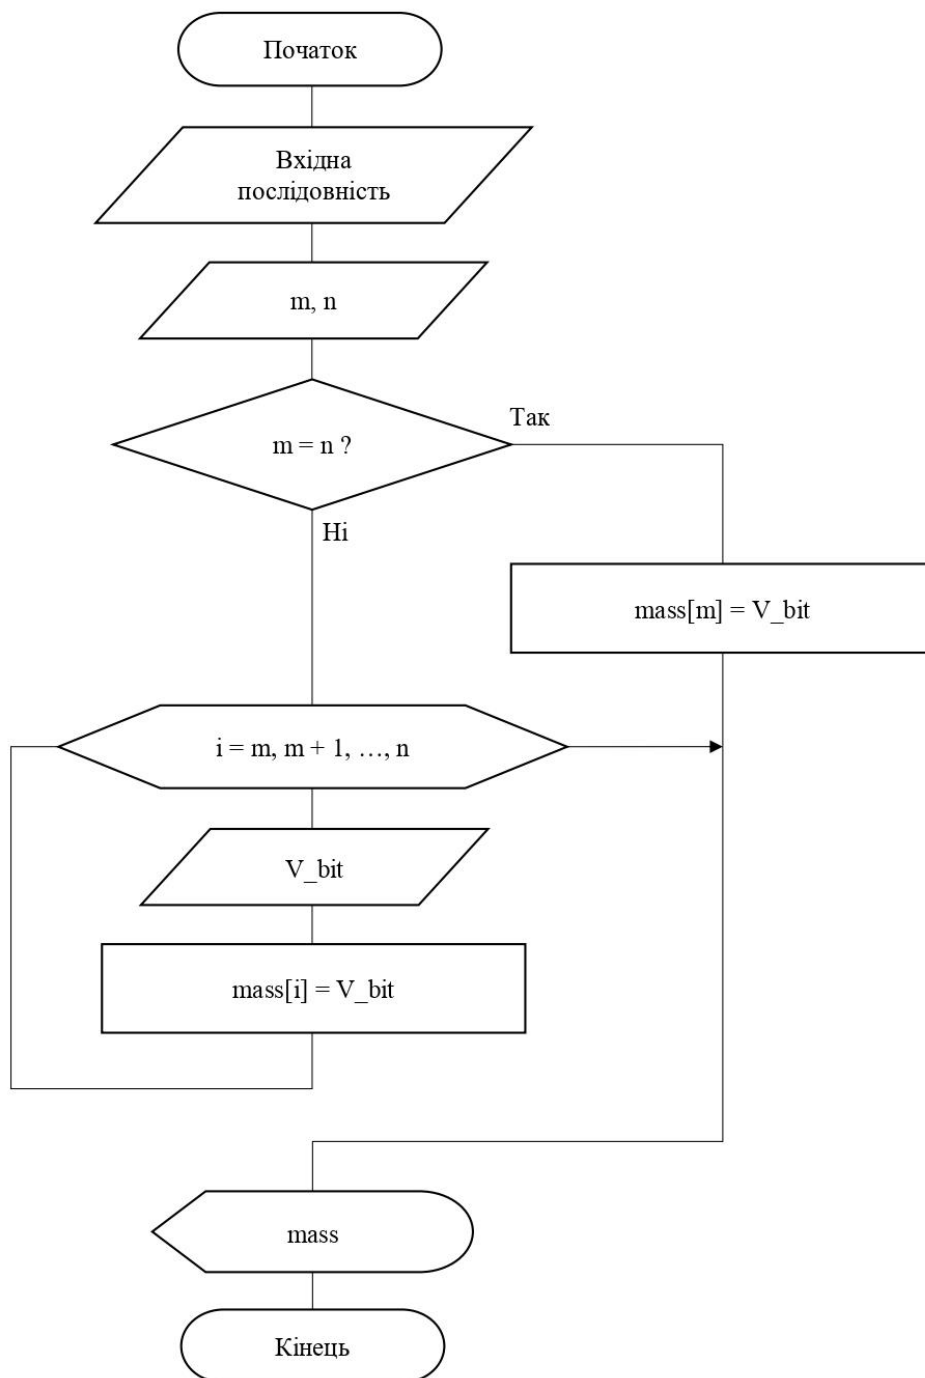 Початок
Вхідна
послідовність
m, n
m = n ?
Так
Ні
mass[m] = V_bit
i = m, m + 1, …, n
V_bit
mass[i] = V_bit
mass
Кінець